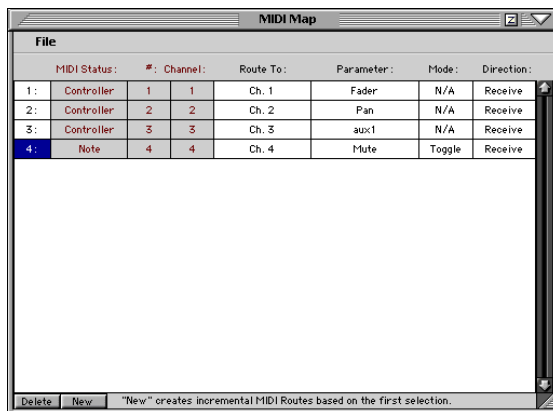 MIDI Map
Z
File
MIDI Status: #: Channel: Route To: Parameter: Mode: Direction:
1: Controller 1 1 Ch. 1 Fader N/A Receive
2: Controller 2 2 Ch. 2 Pan N/A Receive
3: Controller 3 3 Ch. 3 aux1 N/A Receive
4: Note 4 4 Ch. 4 Mute Toggle Receive
Delete New "New" creates incremental MIDI Routes based on the first selection.